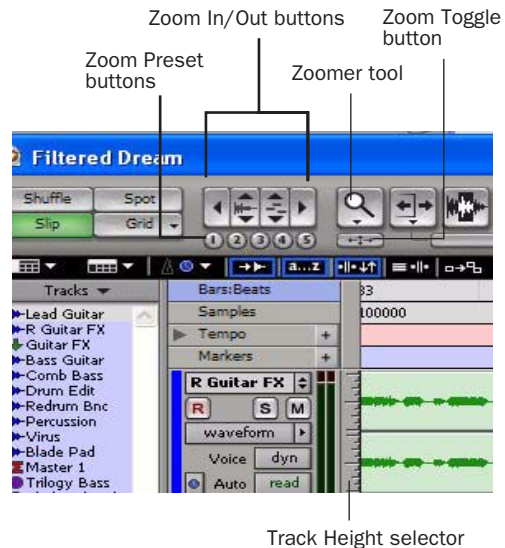 Zoom In/Out buttons
Zoom Toggle
button
Zoom Preset
buttons
Zoomer tool
Filtered Dream
Shuffle
Spot
Slip
Grid
1 2 3 4 5
a...z
Tracks
Bars:Beats
33
Lead Guitar
Samples
100000
R Guitar FX
Guitar FX
Tempo
+
Bass Guitar
Markers
+
Comb Bass
R Guitar FX
Drum Edit
Redrum Bnc
R
S
M
Percussion
waveform
Virus
Blade Pad
Voice
dyn
Master 1
Trilogy Bass
Auto
read
Track Height selector